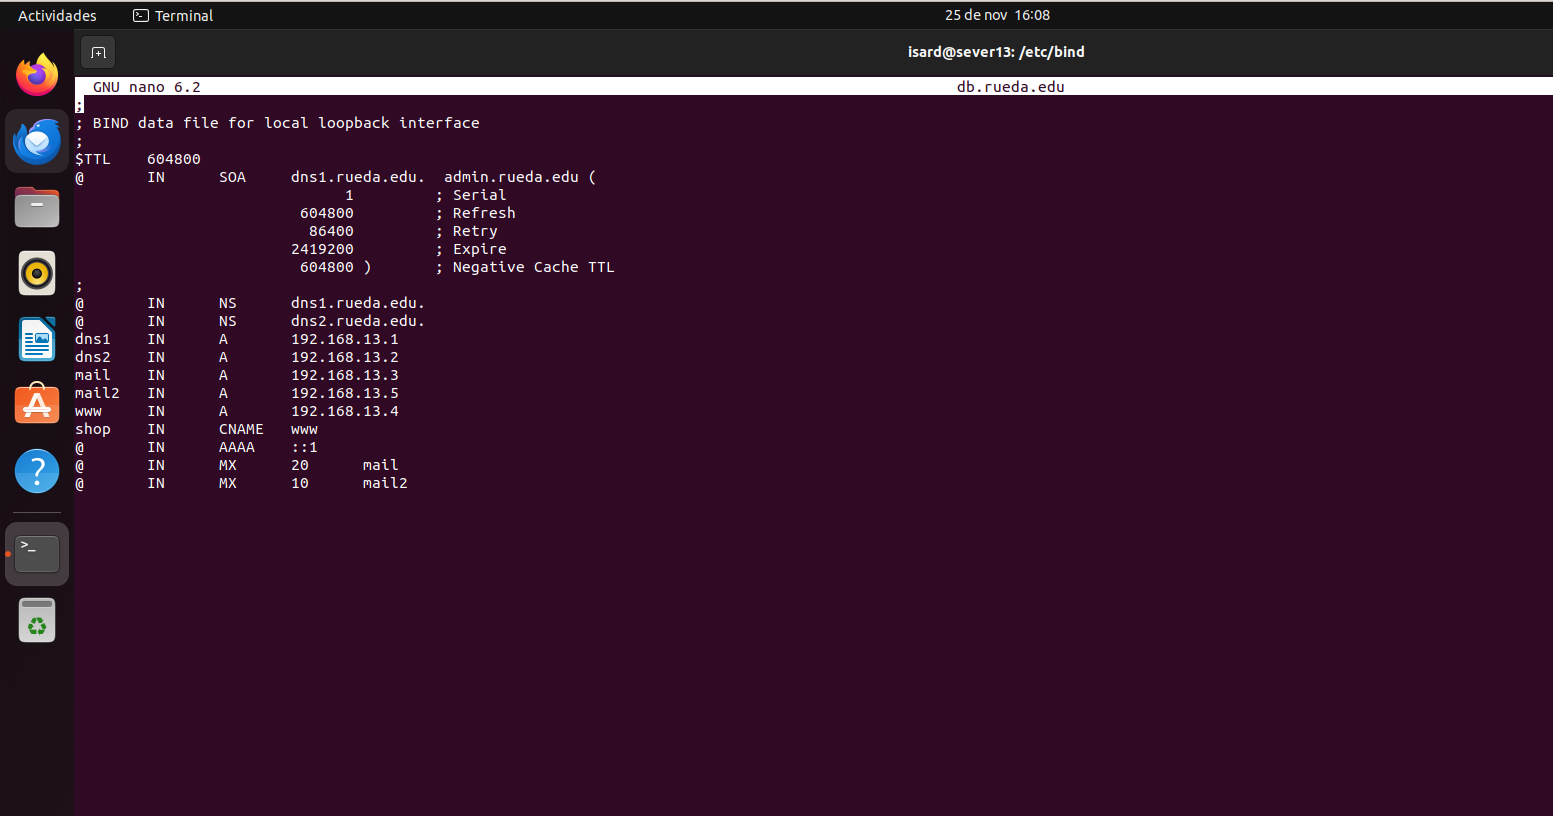 Actividades
Terminal
25 de nov 16:08
isard@sever13: /etc/bind
GNU nano 6.2 db.rueda.edu
;
; BIND data file for local loopback interface
;
$TTL 604800
@ IN SOA dns1.rueda.edu. admin.rueda.edu (
1 ; Serial
604800 ; Refresh
86400 ; Retry
2419200 ; Expire
604800 ) ; Negative Cache TTL
;
@ IN NS dns1.rueda.edu.
@ IN NS dns2.rueda.edu.
dns1 IN A 192.168.13.1
dns2 IN A 192.168.13.2
mail IN A 192.168.13.3
mail2 IN A 192.168.13.5
www IN A 192.168.13.4
shop IN CNAME www
@ IN AAAA ::1
@ IN MX 20 mail
@ IN MX 10 mail2